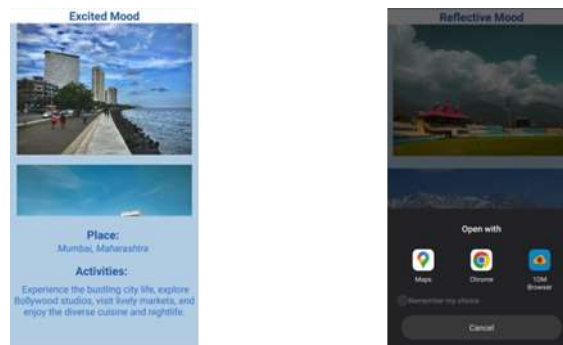 Excited Mood
Place:
Mumbai, Maharashtra
Activities:
Experience the bustling city life, explore
Bollywood studios, visit lively markets, and
enjoy the diverse cuisine and nightlife.
Reflective Mood
Open with
Maps
Chrome
1DM
Browser
Remember my choice
Cancel